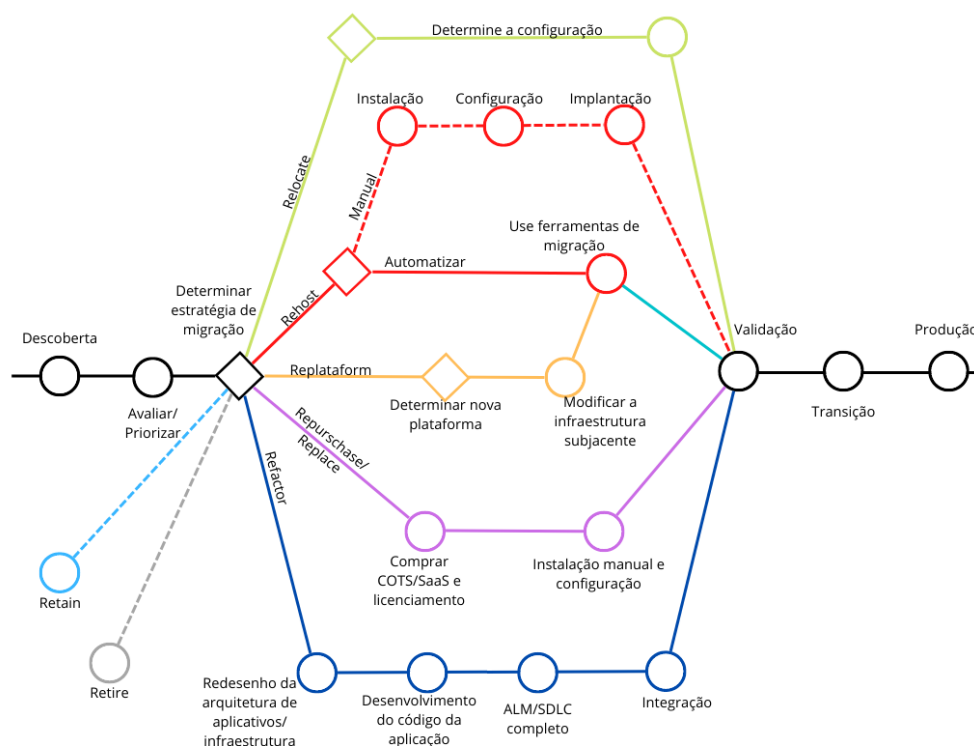 Determine a configuração
Instalação
Configuração
Implantação
Relocate
Manual
Use ferramentas de
migração
Automatizar
Determinar
estratégia de
migração
Rehost
Descoberta
Validação
Produção
Replataform
Avaliar/
Priorizar
Determinar nova
plataforma
Modificar a
infraestrutura
subjacente
Transição
Repurschase/
Replace
Refactor
Comprar
COTS/SaaS e
licenciamento
Instalação manual e
configuração
Retain
Retire
Redesenho da
arquitetura de
aplicativos/
infraestrutura
Desenvolvimento
do código da
aplicação
ALM/SDLC
completo
Integração